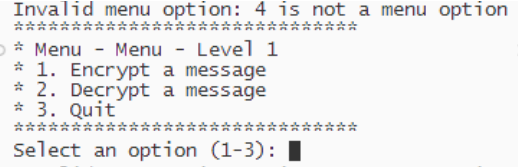 Invalid menu option: 4 is not a menu option
*******************************
* Menu - Menu - Level 1
* 1. Encrypt a message
* 2. Decrypt a message
* 3. Quit
*******************************
Select an option (1-3):